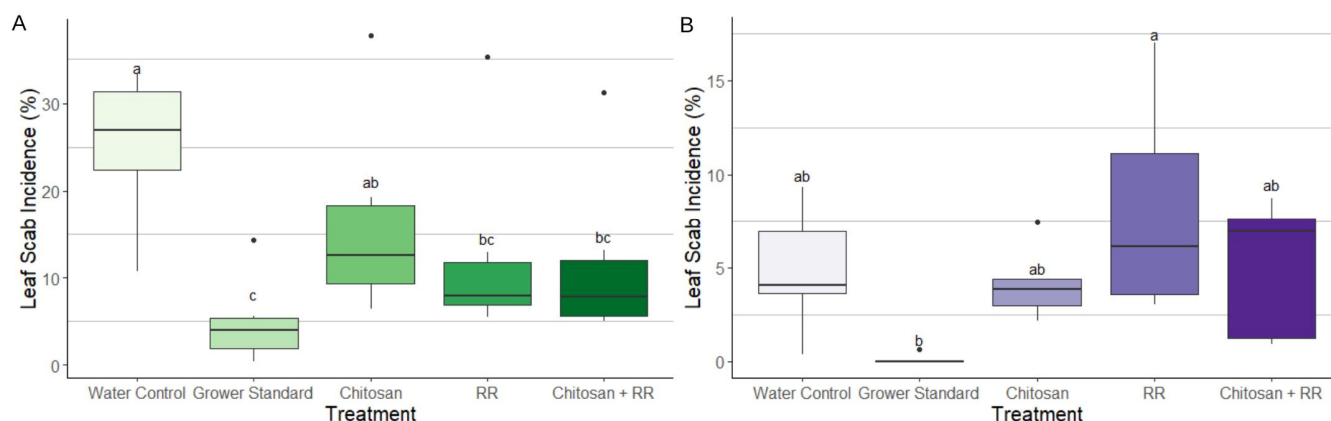 A
Leaf Scab Incidence (%)
30
20
10
0
a
c
ab
bc
bc
Water Control Grower Standard Chitosan RR Chitosan + RR
Treatment
B
Leaf Scab Incidence (%)
15
10
5
0
ab
b
ab
a
ab
Water Control Grower Standard Chitosan RR Chitosan + RR
Treatment